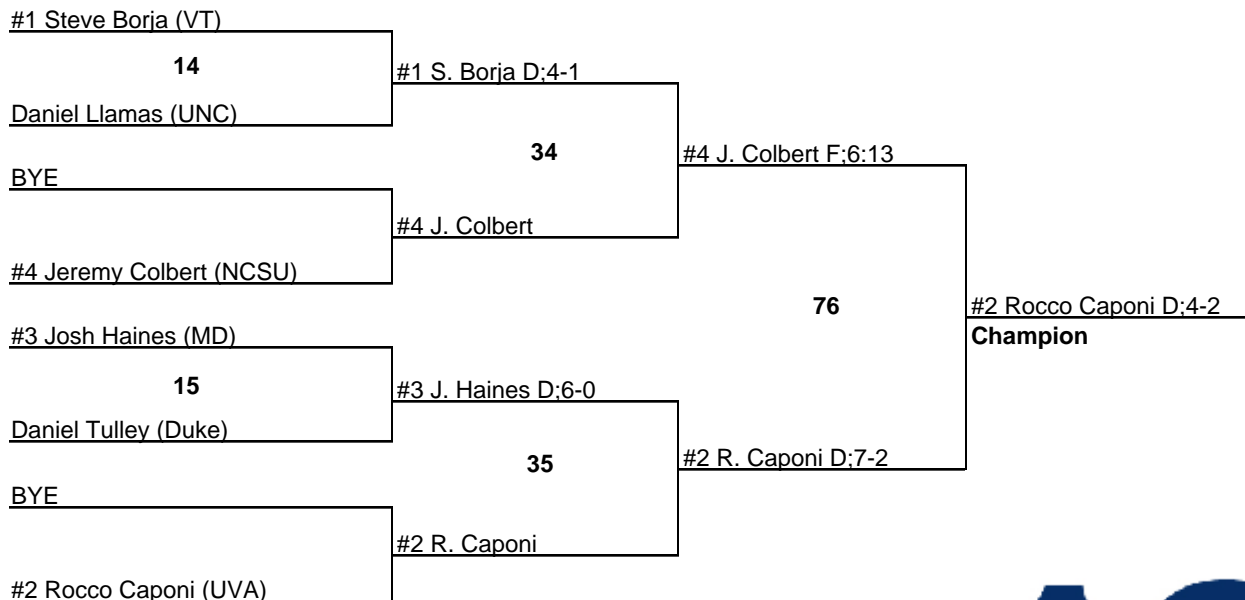 #1 Steve Borja (VT)
14
#1 S. Borja D;4-1
Daniel Llamas (UNC)
34
#4 J. Colbert F;6:13
BYE
#4 J. Colbert
#4 Jeremy Colbert (NCSU)
76
#2 Rocco Caponi D;4-2
#3 Josh Haines (MD)
Champion
15
#3 J. Haines D;6-0
Daniel Tulley (Duke)
35
#2 R. Caponi D;7-2
BYE
#2 R. Caponi
#2 Rocco Caponi (UVA)